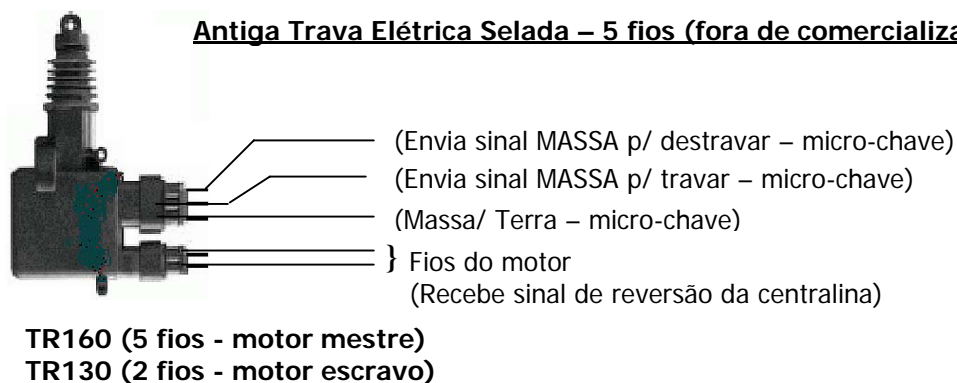 Antiga Trava Elétrica Selada – 5 fios (fora de comercializa
(Envia sinal MASSA p/ destravar – micro-chave)
(Envia sinal MASSA p/ travar – micro-chave)
(Massa/ Terra – micro-chave)
} Fios do motor
(Recebe sinal de reversão da centralina)
TR160 (5 fios - motor mestre)
TR130 (2 fios - motor escravo)